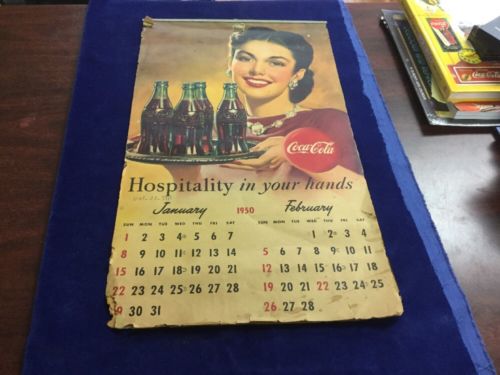 Coca-Cola
Hospitality in your hands
January 1950 February
SUN MON TUE WED THU FRI SAT SUN MON TUE WED THU FRI SAT
1 2 3 4 5 6 7 1 2 3 4
8 9 10 11 12 13 14 5 6 7 8 9 10 11
15 16 17 18 19 20 21 12 13 14 15 16 17 18
22 23 24 25 26 27 28 19 20 21 22 23 24 25
9 30 31 26 27 28